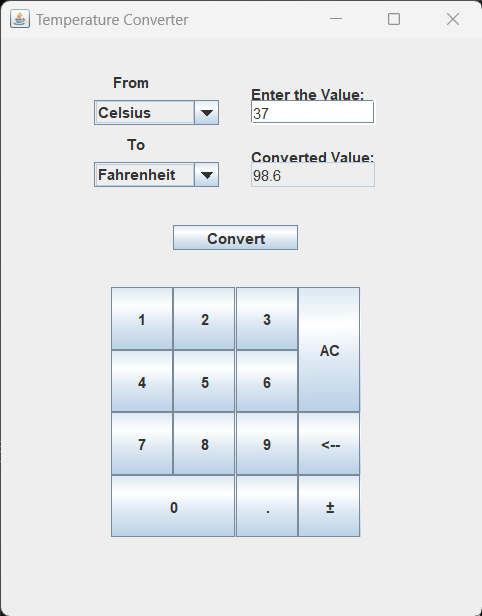 Temperature Converter
From
Enter the Value:
Celsius
37
To
Converted Value:
Fahrenheit
98.6
Convert
1 2 3
AC
4 5 6
7 8 9 <--
0 . ±